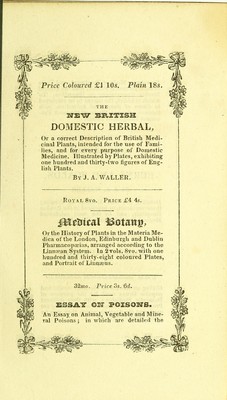 Price Coloured £1 10s. Plain 18s.
THE
NEW BRITISH
DOMESTIC HERBAL,
Or a correct Description of British Medi-
cinal Plants, intended for the use of Fami-
lies, and for every purpose of Domestic
Medicine. Illustrated by Plates, exhibiting
one hundred and thirty-two figures of Eng-
lish Plants.
By J. A. WALLER.
Royal 8vo. Price £4 4s.
Medical Botany,
Or the History of Plants in the Materia Me-
dica of the London, Edinburgh and Dublin
Pharmacopœias, arranged according to the
Linnæan System. In 2 vols. 8vo. with one
hundred and thirty-eight coloured Plates,
and Portrait of Linnæus.
32mo. Price 3s. 6d.
ESSAY ON POISONS.
An Essay on Animal, Vegetable and Mine-
ral Poisons; in which are detailed the